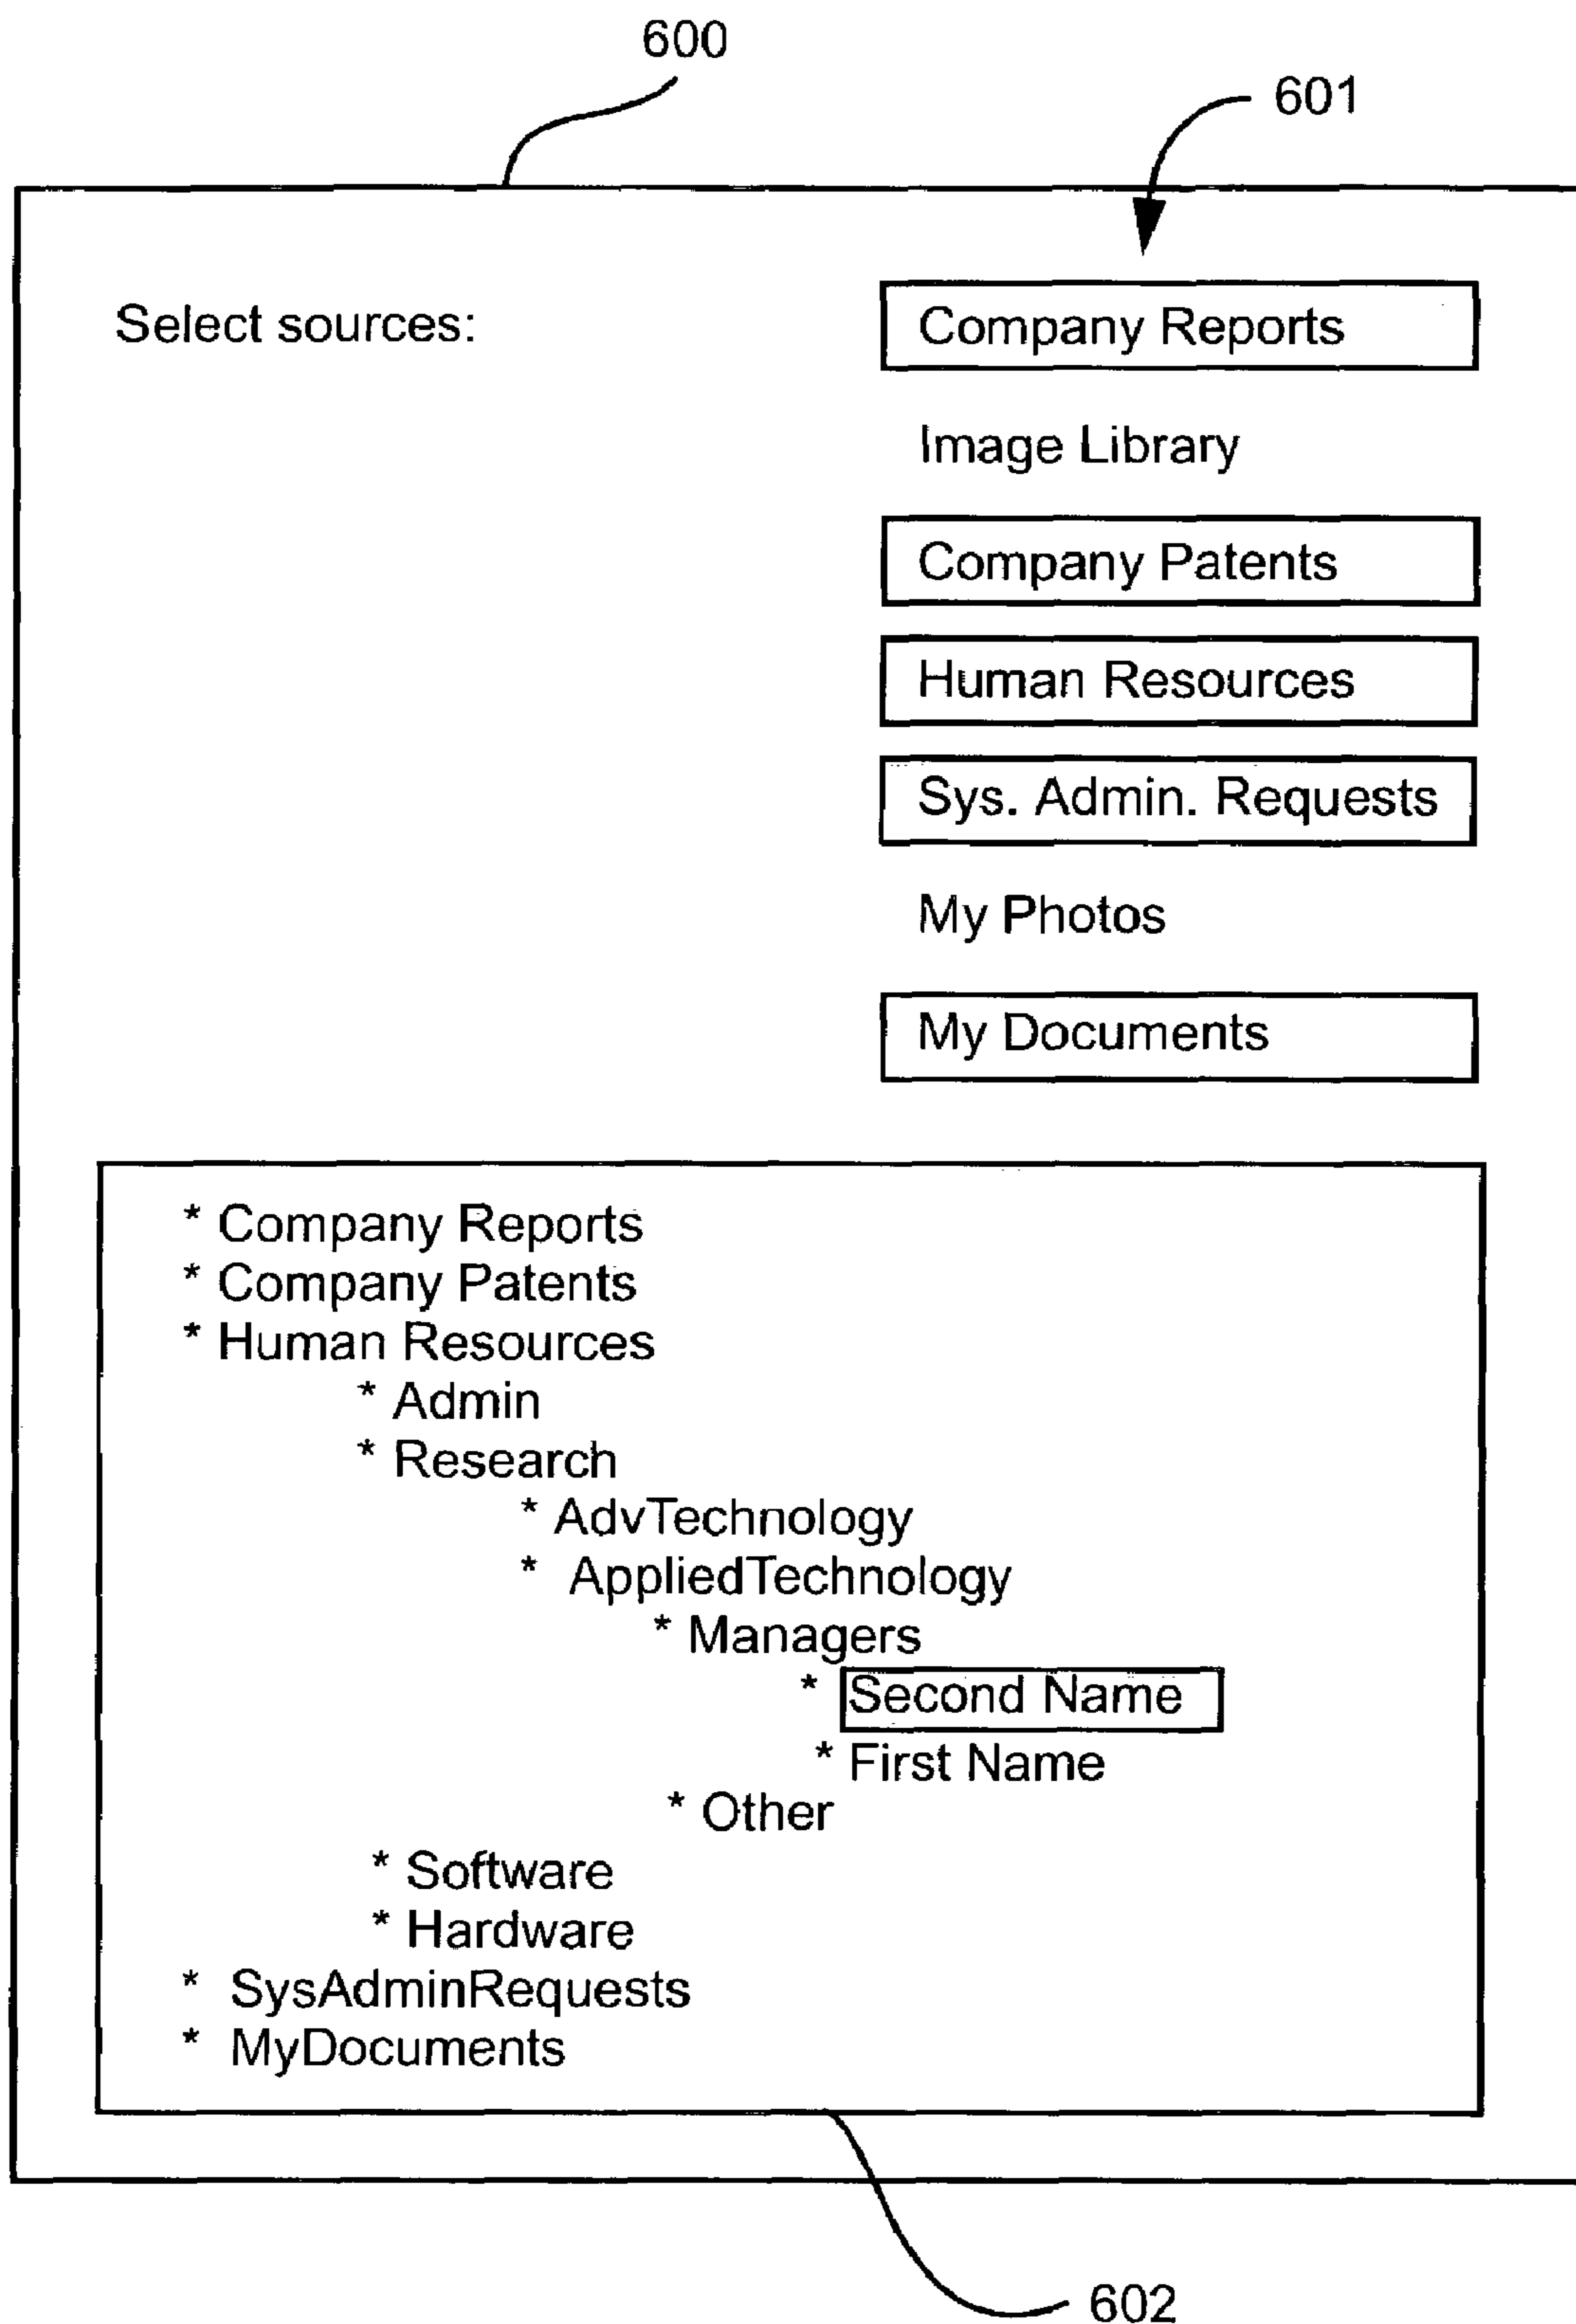 600
601
Select sources:
Company Reports
Image Library
Company Patents
Human Resources
Sys. Admin. Requests
My Photos
My Documents
* Company Reports
* Company Patents
* Human Resources
* Admin
* Research
* AdvTechnology
* AppliedTechnology
* Managers
* Second Name
* First Name
* Other
* Software
* Hardware
* SysAdminRequests
* MyDocuments
602